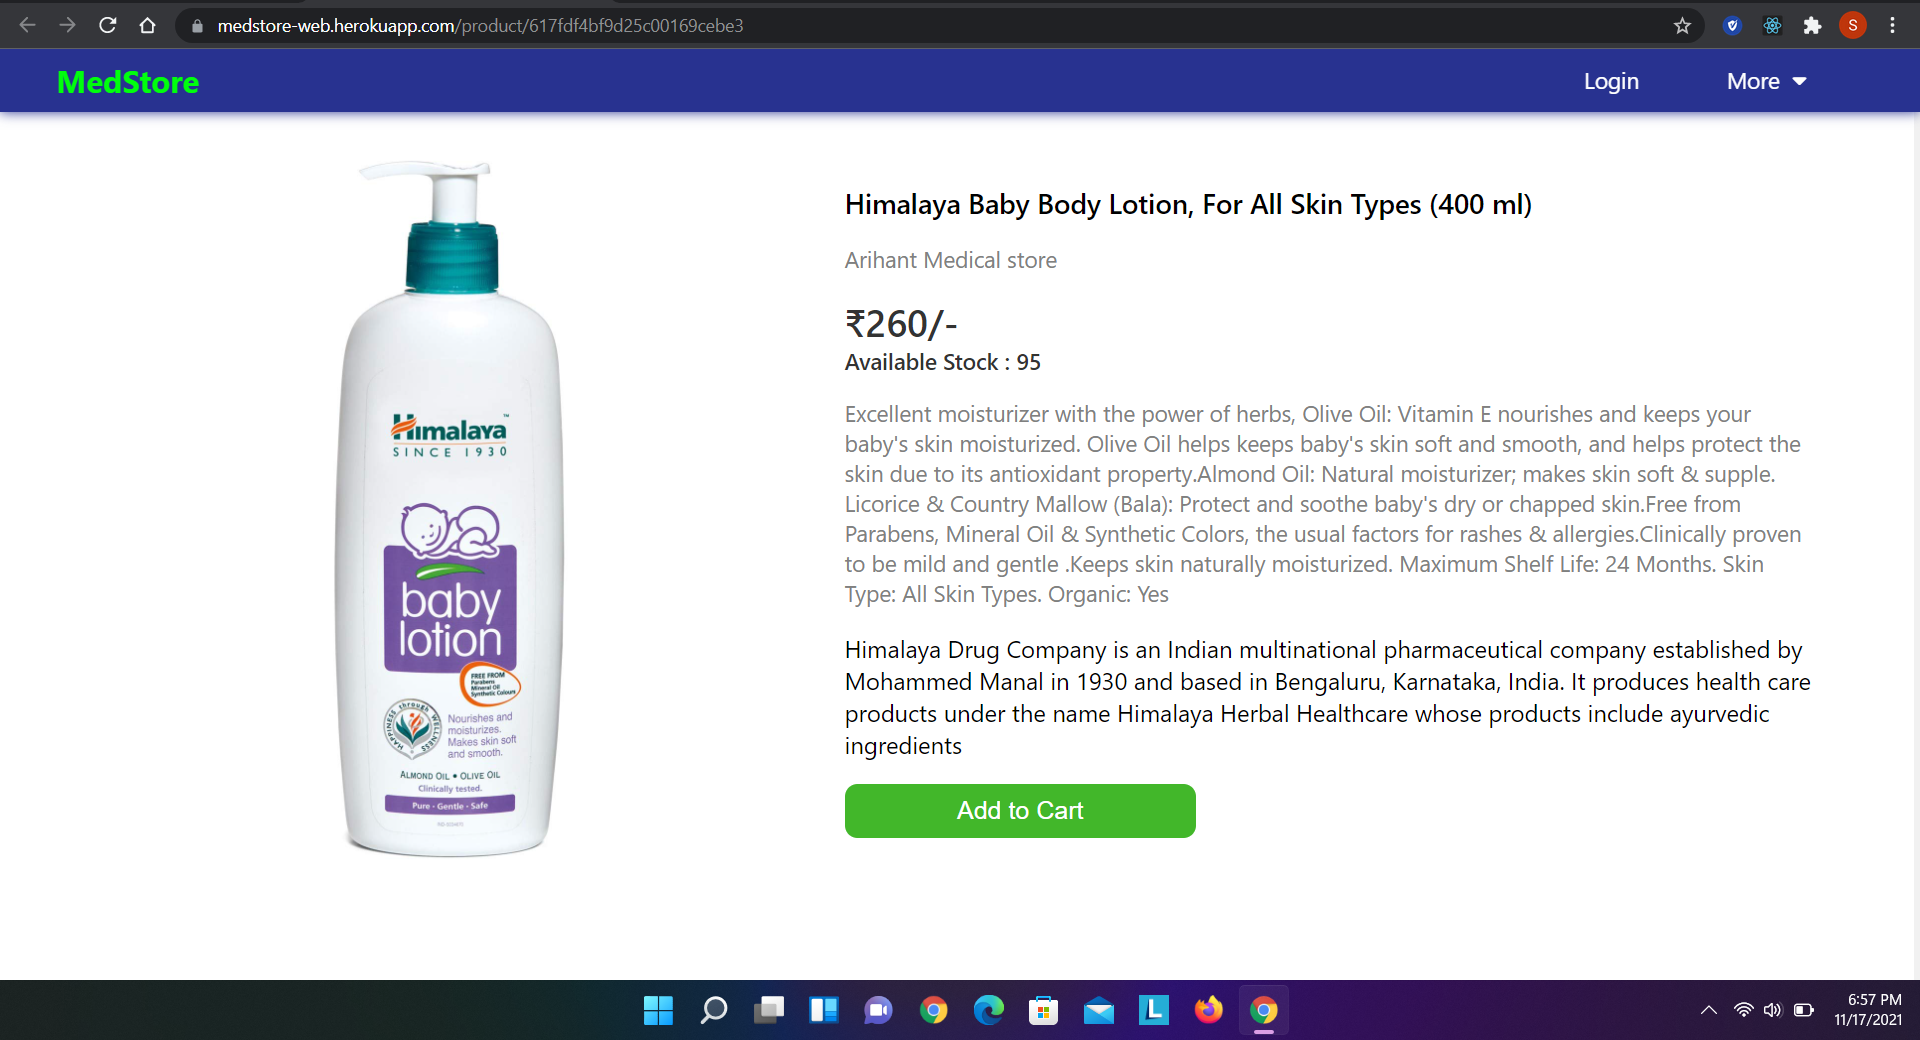 medstore-web.herokuapp.com/product/617fdf4bf9d25c00169cebe3
S
MedStore
Login
More
Himalaya Baby Body Lotion, For All Skin Types (400 ml)
Arihant Medical store
₹260/-
Available Stock : 95
Excellent moisturizer with the power of herbs, Olive Oil: Vitamin E nourishes and keeps your
baby's skin moisturized. Olive Oil helps keeps baby's skin soft and smooth, and helps protect the
skin due to its antioxidant property.Almond Oil: Natural moisturizer; makes skin soft & supple.
Licorice & Country Mallow (Bala): Protect and soothe baby's dry or chapped skin.Free from
Parabens, Mineral Oil & Synthetic Colors, the usual factors for rashes & allergies.Clinically proven
to be mild and gentle .Keeps skin naturally moisturized. Maximum Shelf Life: 24 Months. Skin
Type: All Skin Types. Organic: Yes
Himalaya Drug Company is an Indian multinational pharmaceutical company established by
Mohammed Manal in 1930 and based in Bengaluru, Karnataka, India. It produces health care
products under the name Himalaya Herbal Healthcare whose products include ayurvedic
ingredients
Add to Cart
Himalaya™
SINCE 1930
baby
lotion
FREE FROM
Parabens
Mineral Oil
Synthetic Colours
HAPPINESS through WELLNESS
Nourishes and
moisturizes.
Makes skin soft
and smooth.
ALMOND OIL • OLIVE OIL
Clinically tested.
Pure - Gentle - Safe
L
6:57 PM
11/17/2021